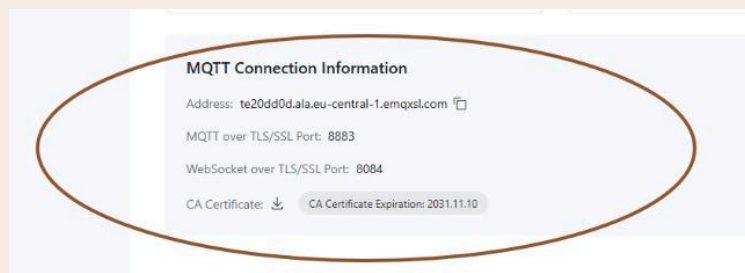 MQTT Connection Information
Address: te20dd0d.ala.eu-central-1.emqxsl.com
MQTT over TLS/SSL Port: 8883
WebSocket over TLS/SSL Port: 8084
CA Certificate: CA Certificate Expiration: 2031.11.10